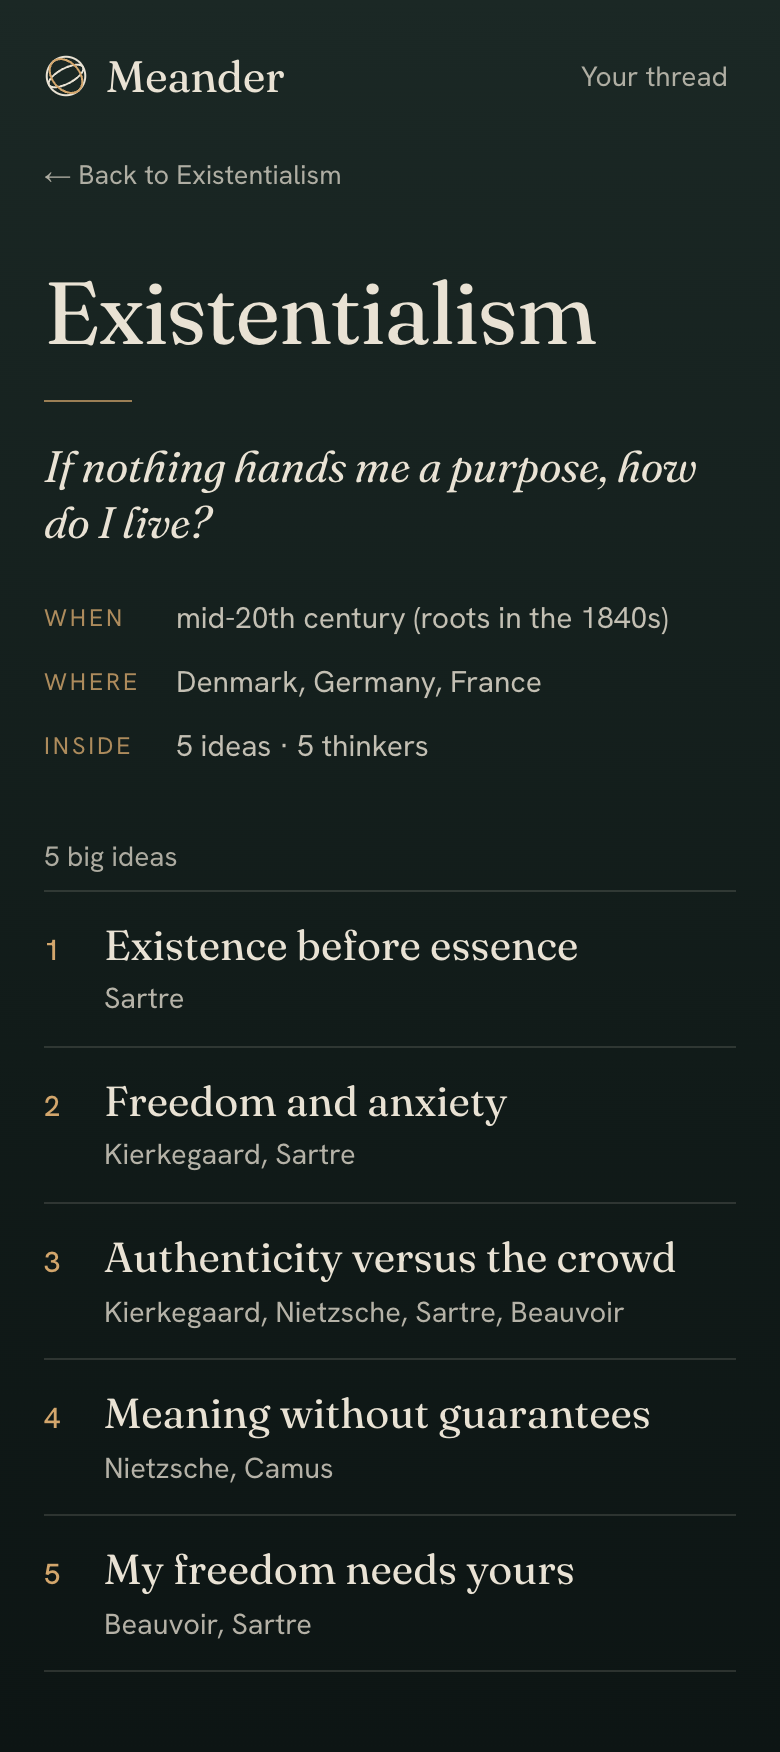 Meander
Your thread
← Back to Existentialism
Existentialism
If nothing hands me a purpose, how
do I live?
WHEN mid-20th century (roots in the 1840s)
WHERE Denmark, Germany, France
INSIDE 5 ideas · 5 thinkers
5 big ideas
1 Existence before essence
Sartre
2 Freedom and anxiety
Kierkegaard, Sartre
3 Authenticity versus the crowd
Kierkegaard, Nietzsche, Sartre, Beauvoir
4 Meaning without guarantees
Nietzsche, Camus
5 My freedom needs yours
Beauvoir, Sartre